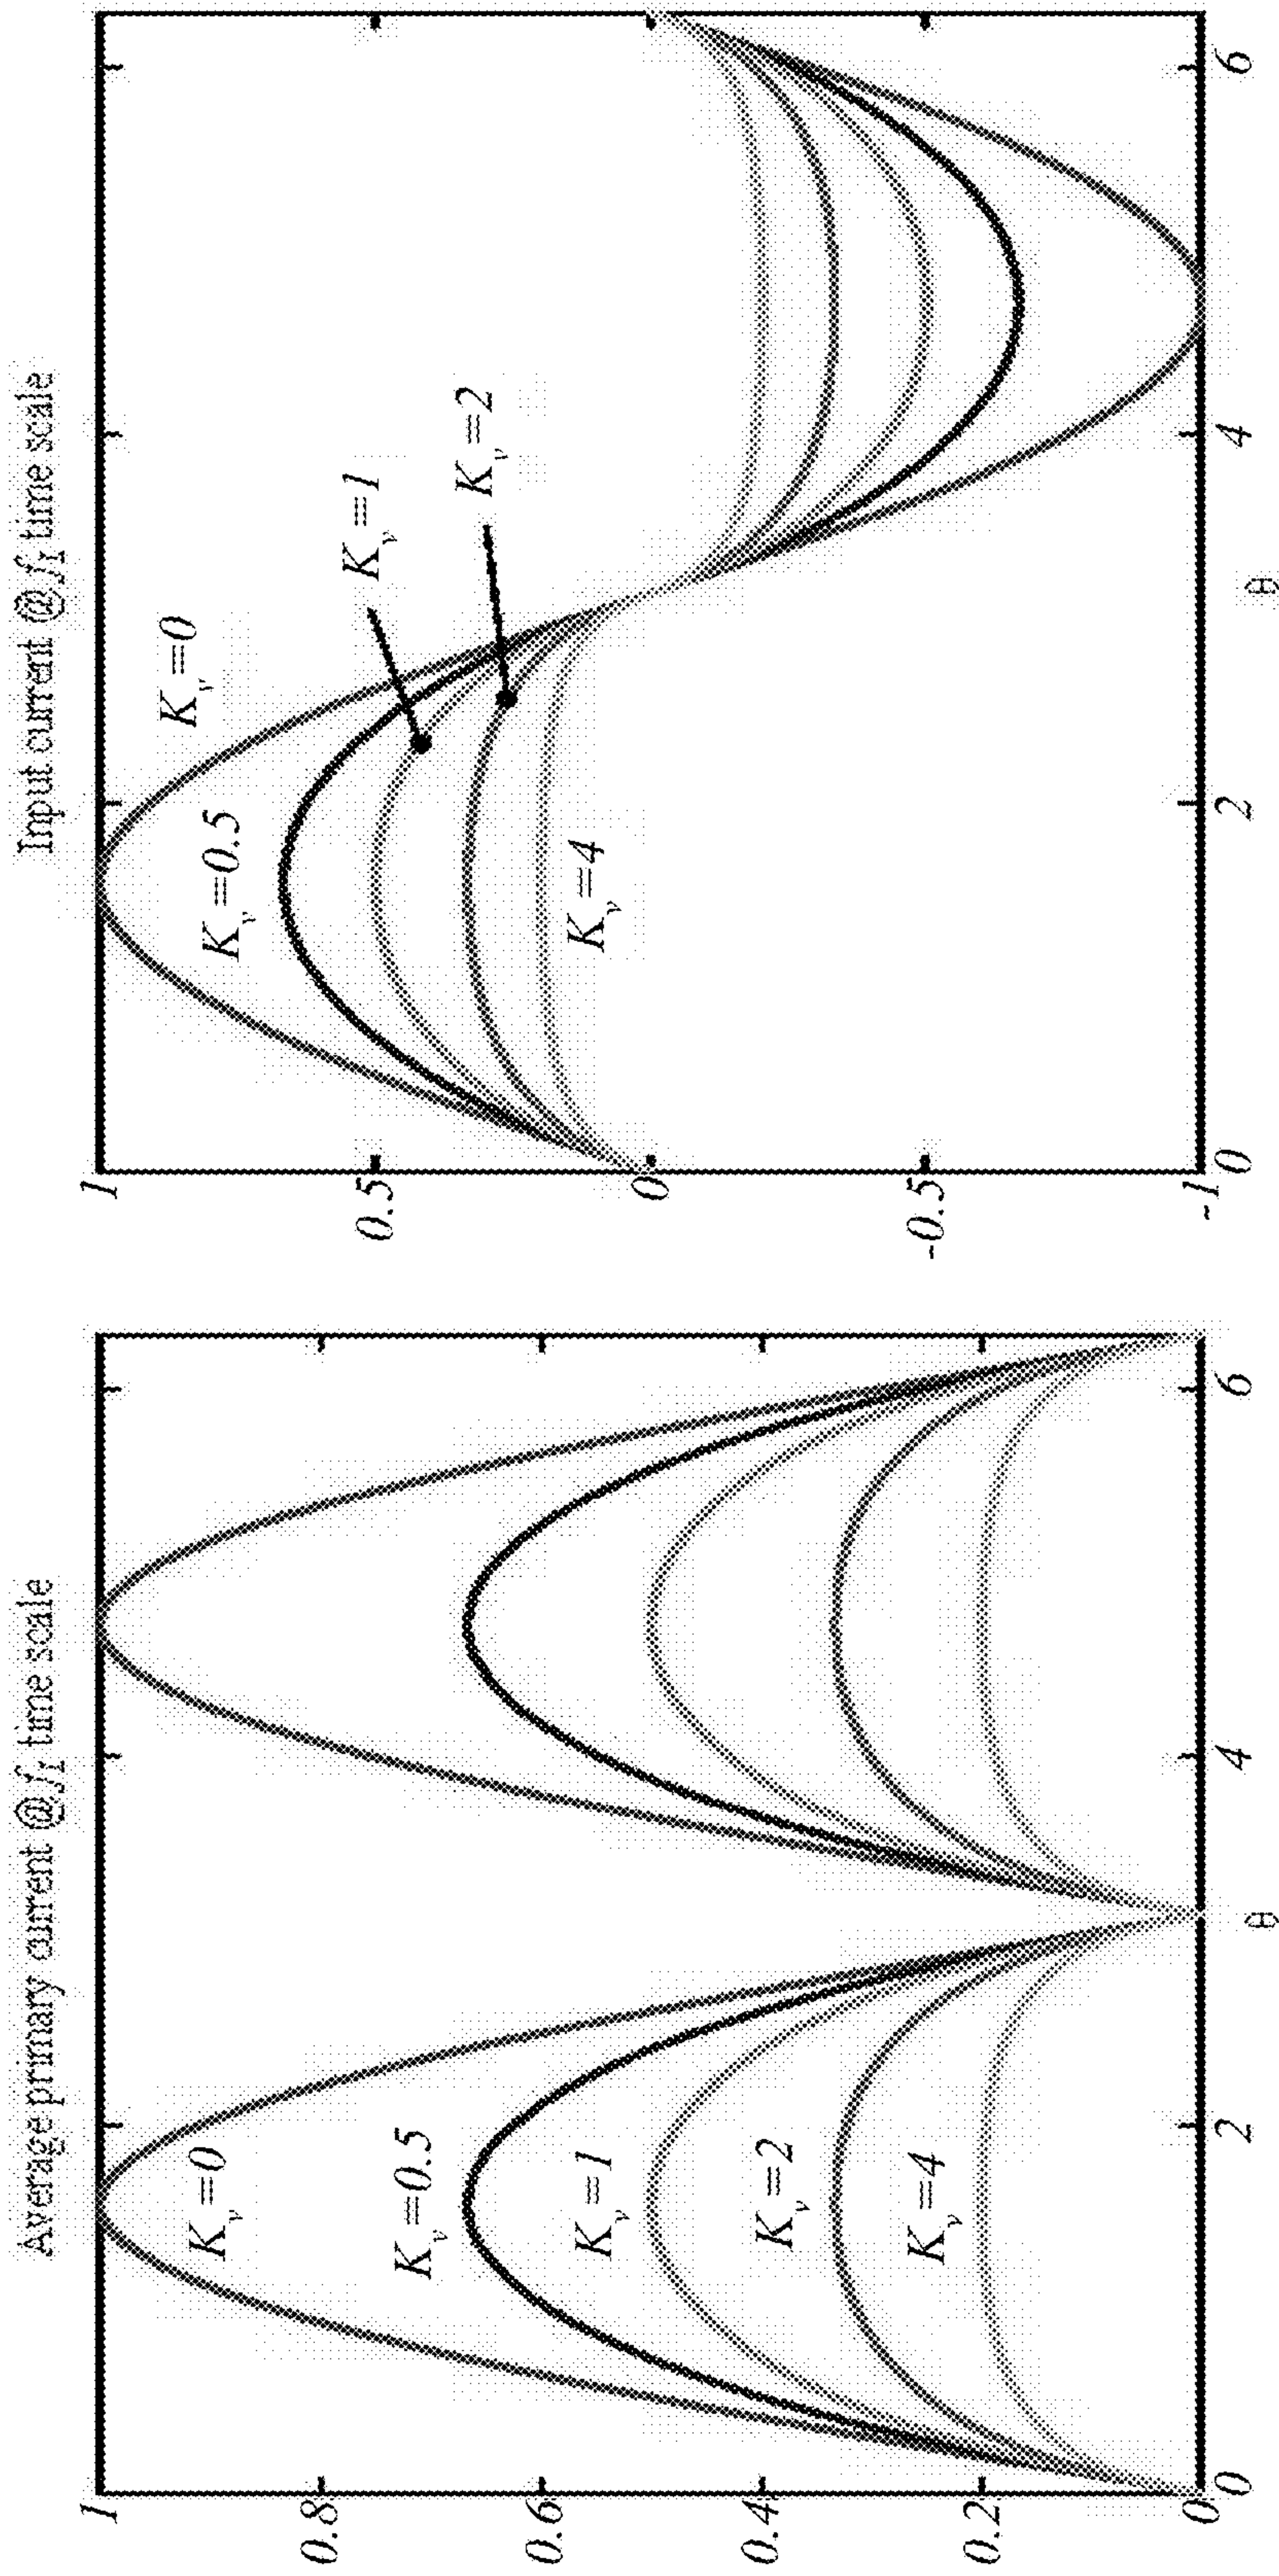 Average primary current @ f_I time scale
1
0.8
0.6
0.4
0.2
0
0
2
4
6
θ
K_v=0
K_v=0.5
K_v=1
K_v=2
K_v=4
Input current @ f_I time scale
1
0.5
0
-0.5
-1
0
2
4
6
θ
K_v=0
K_v=0.5
K_v=1
K_v=2
K_v=4